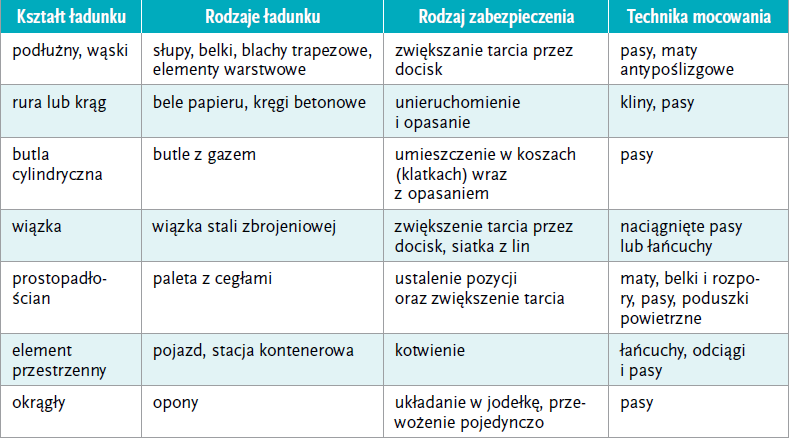 Kształt ładunku Rodzaje ładunku Rodzaj zabezpieczenia Technika mocowania
podłużny, wąski słupy, belki, blachy trapezowe, zwiększanie tarcia przez pasy, maty
elementy warstwowe docisk antypoślizgowe
rura lub krąg bele papieru, kręgi betonowe unieruchomienie kliny, pasy
i opasanie
butla butle z gazem umieszczenie w koszach pasy
cylindryczna (klatkach) wraz
z opasaniem
wiązka wiązka stali zbrojeniowej zwiększenie tarcia przez naciągnięte pasy
docisk, siatka z lin lub łańcuchy
prostopadło- paleta z cegłami ustalenie pozycji maty, belki i rozpo-
ścian oraz zwiększenie tarcia ry, pasy, poduszki
powietrzne
element pojazd, stacja kontenerowa kotwienie łańcuchy, odciągi
przestrzenny i pasy
okrągły opony układanie w jodełkę, prze- pasy
wożenie pojedynczo